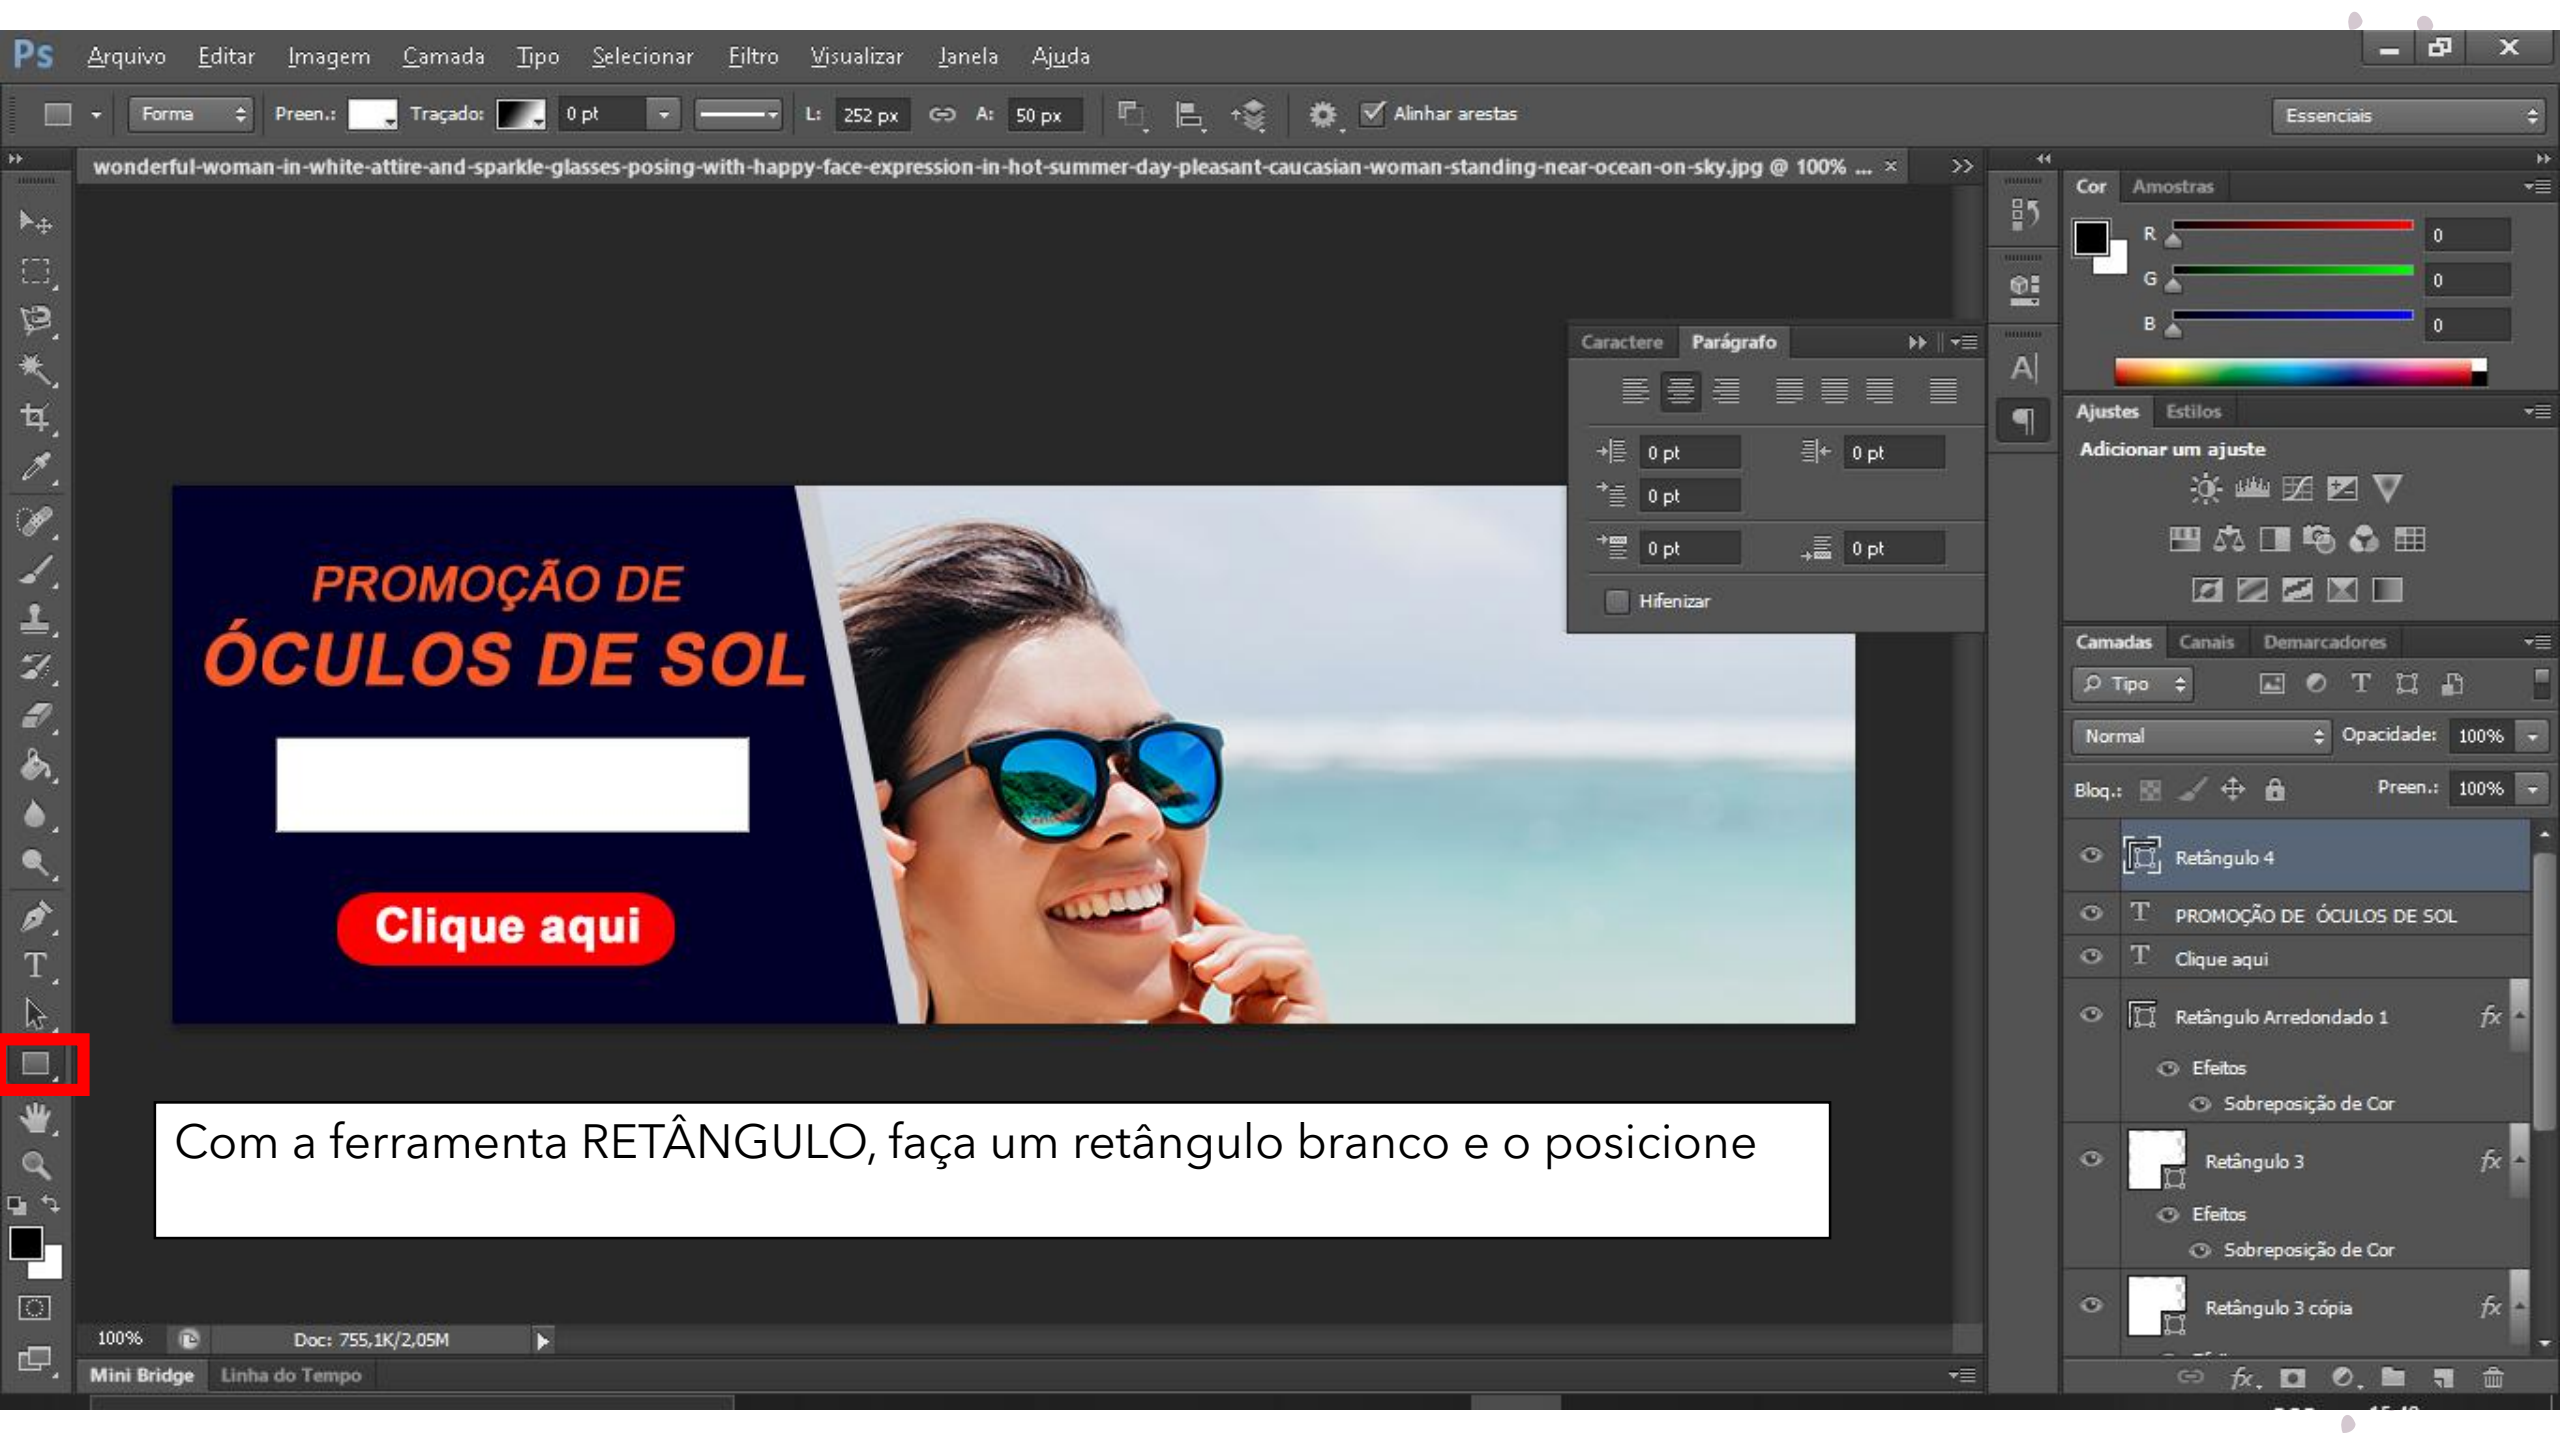 Ps Arquivo Editar Imagem Camada Tipo Selecionar Filtro Visualizar Janela Ajuda
Forma Preen.: Traçado: 0 pt L: 252 px A: 50 px Alinhar arestas Essenciais
wonderful-woman-in-white-attire-and-sparkle-glasses-posing-with-happy-face-expression-in-hot-summer-day-pleasant-caucasian-woman-standing-near-ocean-on-sky.jpg @ 100% ... ×
Cor Amostras
R 0
G 0
B 0
Caractere Parágrafo
0 pt 0 pt
0 pt
0 pt 0 pt
Hifenizar
Ajustes Estilos
Adicionar um ajuste
PROMOÇÃO DE
ÓCULOS DE SOL
Clique aqui
Camadas Canais Demarcadores
Tipo
Normal Opacidade: 100%
Bloq.: Preen.: 100%
Retângulo 4
PROMOÇÃO DE ÓCULOS DE SOL
Clique aqui
Retângulo Arredondado 1 fx
Efeitos
Sobreposição de Cor
Retângulo 3 fx
Efeitos
Sobreposição de Cor
Retângulo 3 cópia fx
Com a ferramenta RETÂNGULO, faça um retângulo branco e o posicione
100% Doc: 755,1K/2,05M
Mini Bridge Linha do Tempo